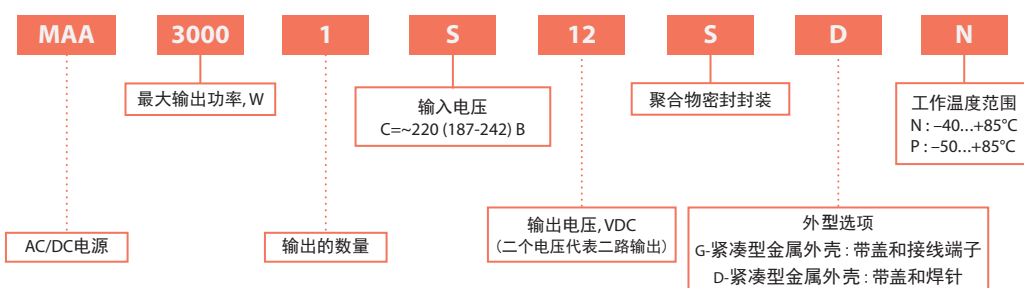 MAA 3000 1 S 12 S D N
最大输出功率, W
输入电压
C=~220 (187-242) B
聚合物密封封装
工作温度范围
N : –40...+85°C
P : –50...+85°C
AC/DC电源
输出的数量
输出电压, VDC
(二个电压代表二路输出)
外型选项
G-紧凑型金属外壳 : 带盖和接线端子
D-紧凑型金属外壳 : 带盖和焊针